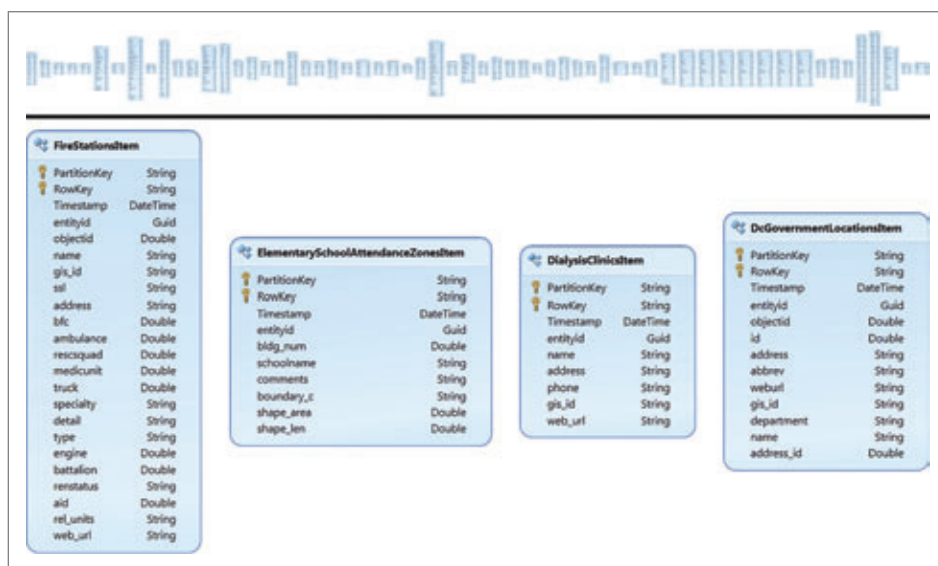 FireStationsItem
PartitionKey String
RowKey String
Timestamp DateTime
entityid Guid
objectid Double
name String
gis_id String
ssl String
address String
bfc Double
ambulance Double
rescsquad Double
medicunit Double
truck Double
specialty String
detail String
type String
engine Double
battalion Double
renstatus String
aid Double
rel_units String
web_url String
ElementarySchoolAttendanceZonesItem
PartitionKey String
RowKey String
Timestamp DateTime
entityid Guid
bldg_num Double
schoolname String
comments String
boundary_c String
shape_area Double
shape_len Double
DialysisClinicsItem
PartitionKey String
RowKey String
Timestamp DateTime
entityid Guid
name String
address String
phone String
gis_id String
web_url String
DcGovernmentLocationsItem
PartitionKey String
RowKey String
Timestamp DateTime
entityid Guid
objectid Double
id Double
address String
abbrev String
weburl String
gis_id String
department String
name String
address_id Double